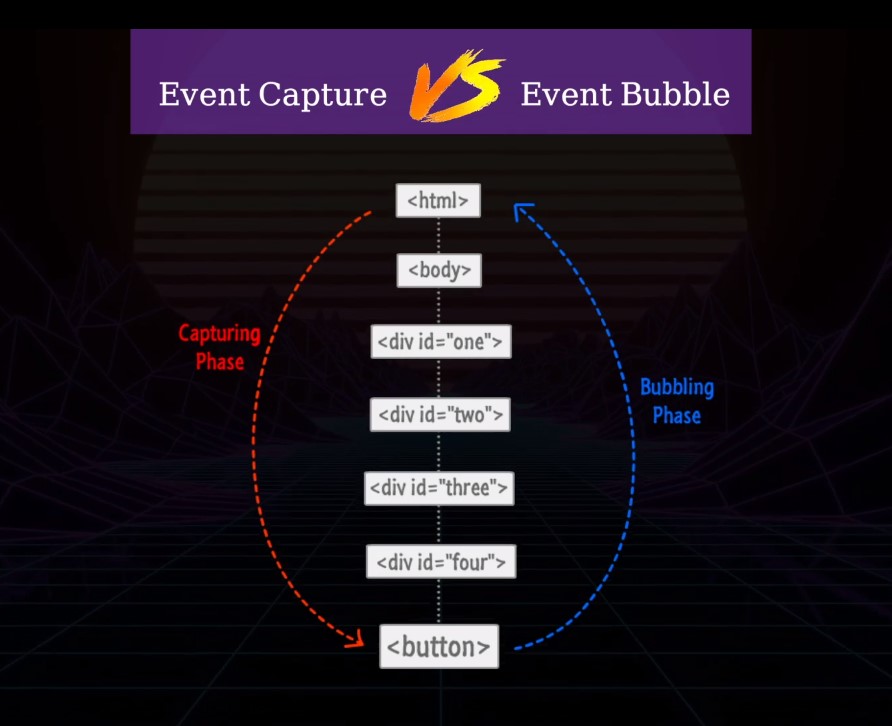 Event Capture VS Event Bubble
<html>
<body>
<div id="one">
Capturing
Phase
<div id="two">
Bubbling
Phase
<div id="three">
<div id="four">
<button>